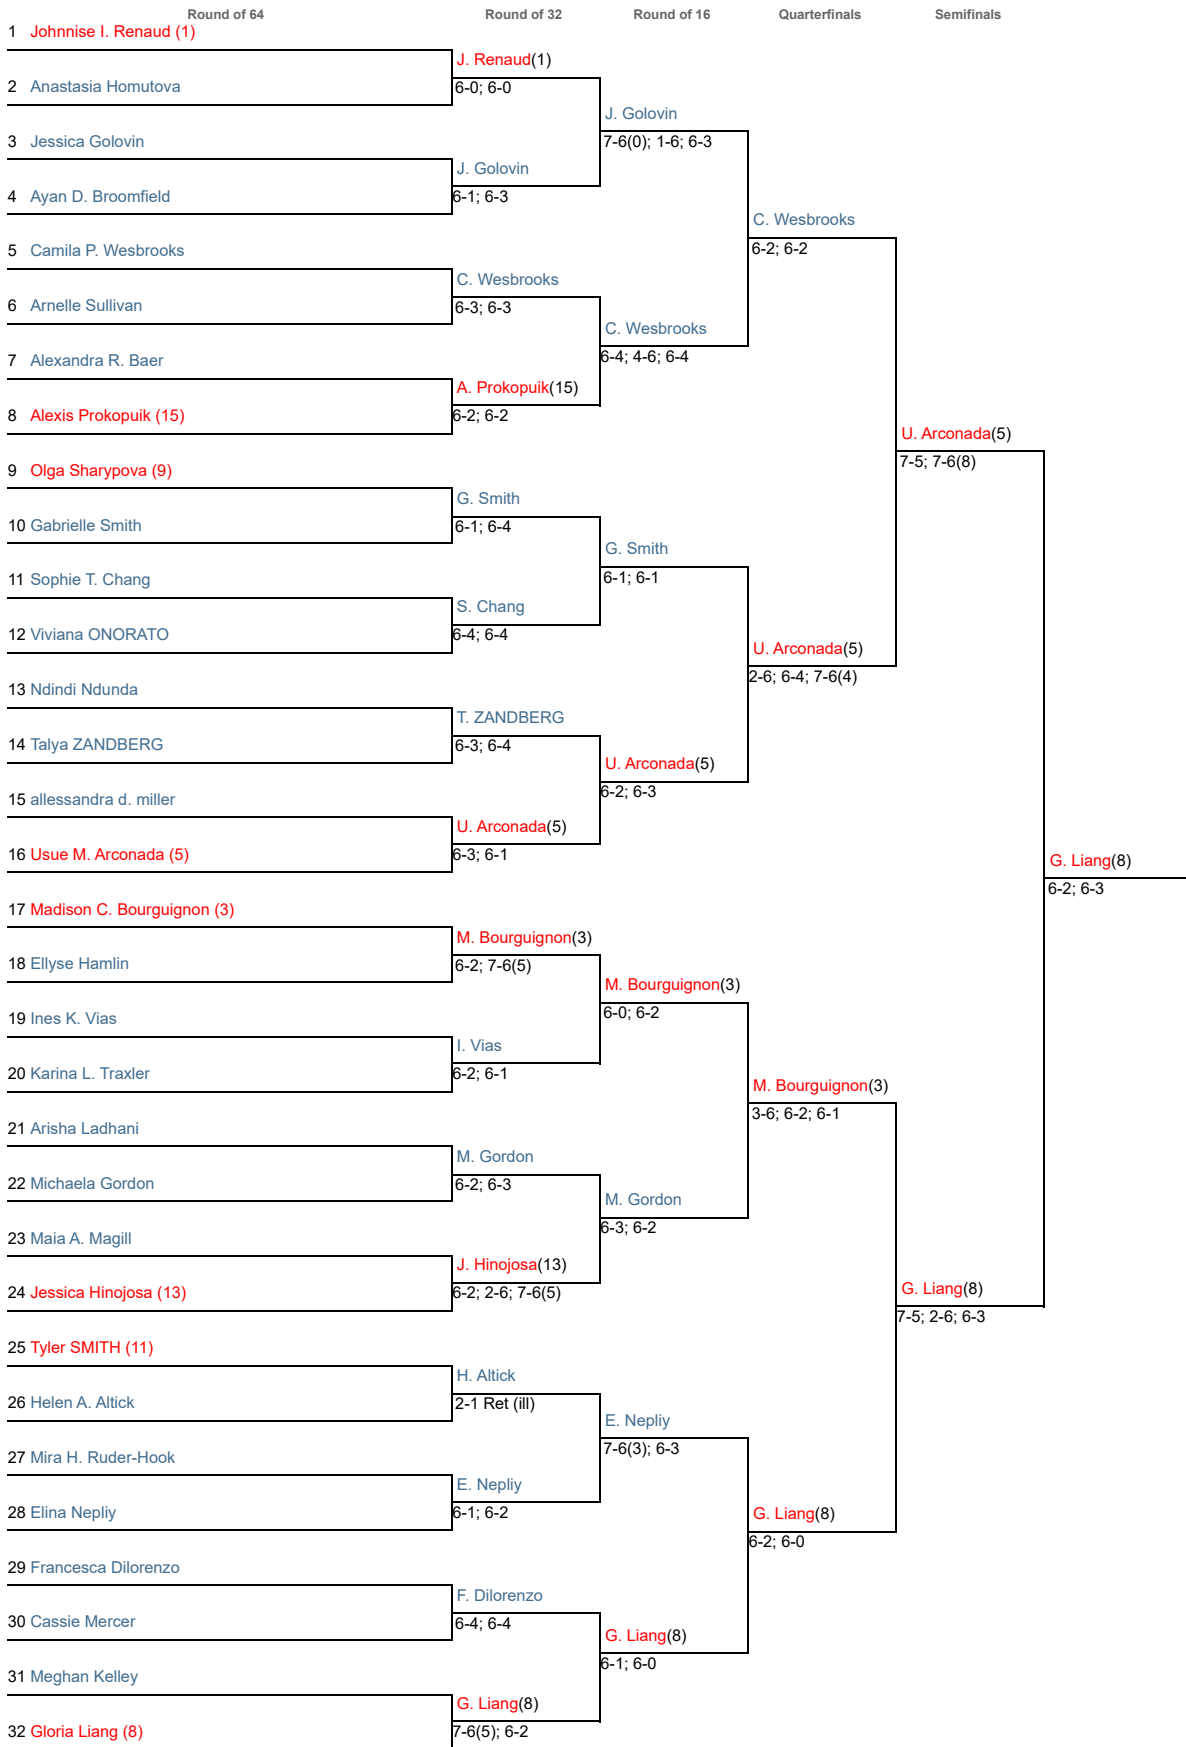 Round of 64
Round of 32
Round of 16
Quarterfinals
Semifinals
1 Johnnise I. Renaud (1)
J. Renaud(1)
2 Anastasia Homutova
6-0; 6-0
J. Golovin
3 Jessica Golovin
7-6(0); 1-6; 6-3
J. Golovin
4 Ayan D. Broomfield
6-1; 6-3
C. Wesbrooks
5 Camila P. Wesbrooks
6-2; 6-2
C. Wesbrooks
6 Arnelle Sullivan
6-3; 6-3
C. Wesbrooks
7 Alexandra R. Baer
6-4; 4-6; 6-4
A. Prokopuik(15)
8 Alexis Prokopuik (15)
6-2; 6-2
U. Arconada(5)
9 Olga Sharypova (9)
7-5; 7-6(8)
G. Smith
10 Gabrielle Smith
6-1; 6-4
G. Smith
11 Sophie T. Chang
6-1; 6-1
S. Chang
12 Viviana ONORATO
6-4; 6-4
U. Arconada(5)
13 Ndindi Ndunda
2-6; 6-4; 7-6(4)
T. ZANDBERG
14 Talya ZANDBERG
6-3; 6-4
U. Arconada(5)
15 allessandra d. miller
6-2; 6-3
U. Arconada(5)
16 Usue M. Arconada (5)
6-3; 6-1
G. Liang(8)
6-2; 6-3
17 Madison C. Bourguignon (3)
M. Bourguignon(3)
18 Ellyse Hamlin
6-2; 7-6(5)
M. Bourguignon(3)
19 Ines K. Vias
6-0; 6-2
I. Vias
20 Karina L. Traxler
6-2; 6-1
M. Bourguignon(3)
21 Arisha Ladhani
3-6; 6-2; 6-1
M. Gordon
22 Michaela Gordon
6-2; 6-3
M. Gordon
23 Maia A. Magill
6-3; 6-2
J. Hinojosa(13)
24 Jessica Hinojosa (13)
6-2; 2-6; 7-6(5)
G. Liang(8)
7-5; 2-6; 6-3
25 Tyler SMITH (11)
H. Altick
26 Helen A. Altick
2-1 Ret (ill)
E. Nepliy
27 Mira H. Ruder-Hook
7-6(3); 6-3
E. Nepliy
28 Elina Nepliy
6-1; 6-2
G. Liang(8)
29 Francesca Dilorenzo
6-2; 6-0
F. Dilorenzo
30 Cassie Mercer
6-4; 6-4
G. Liang(8)
31 Meghan Kelley
6-1; 6-0
G. Liang(8)
32 Gloria Liang (8)
7-6(5); 6-2